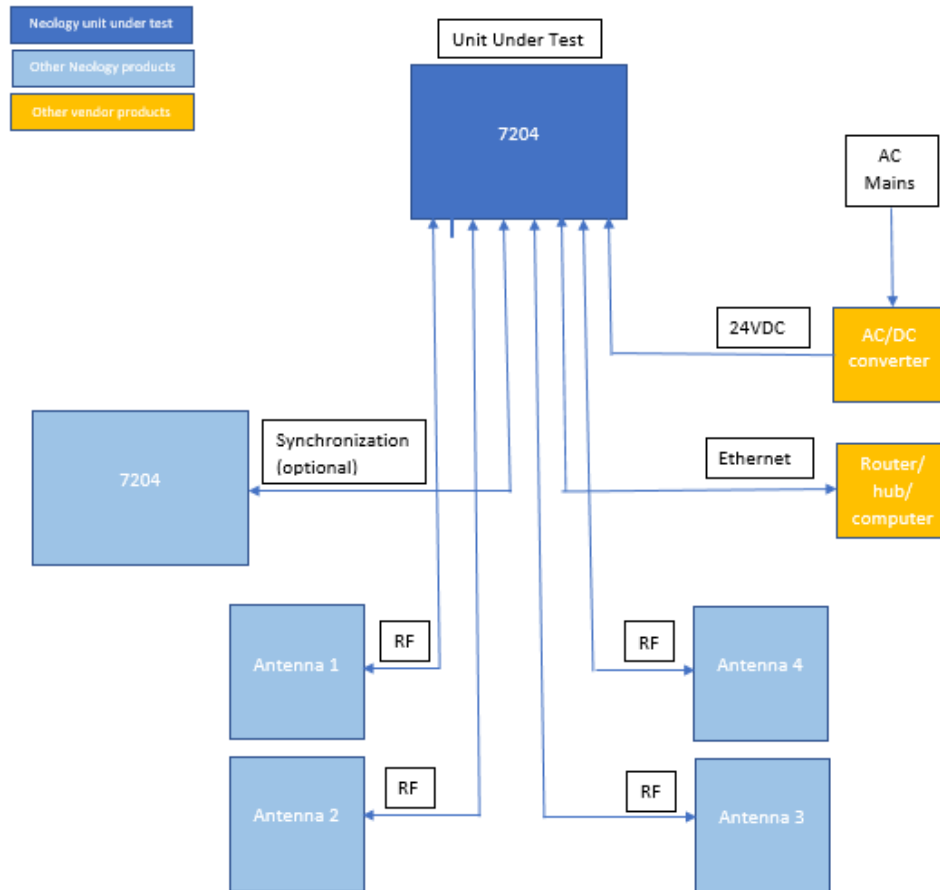 Neology unit under test
Other Neology products
Other vendor products
Unit Under Test
7204
AC
Mains
24VDC
AC/DC
converter
Synchronization
(optional)
7204
Ethernet
Router/
hub/
computer
Antenna 1
RF
RF
Antenna 4
Antenna 2
RF
RF
Antenna 3